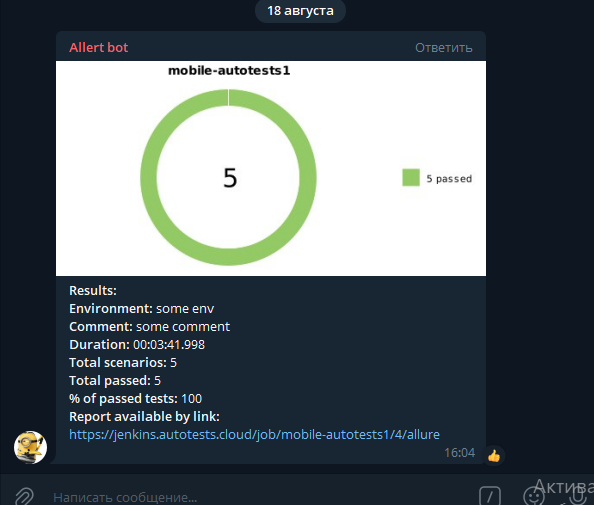 18 августа
Allert bot
Ответить
mobile-autotests1
5
5 passed
Results:
Environment: some env
Comment: some comment
Duration: 00:03:41.998
Total scenarios: 5
Total passed: 5
% of passed tests: 100
Report available by link:
https://jenkins.autotests.cloud/job/mobile-autotests1/4/allure
16:04
Написать сообщение...
Актива